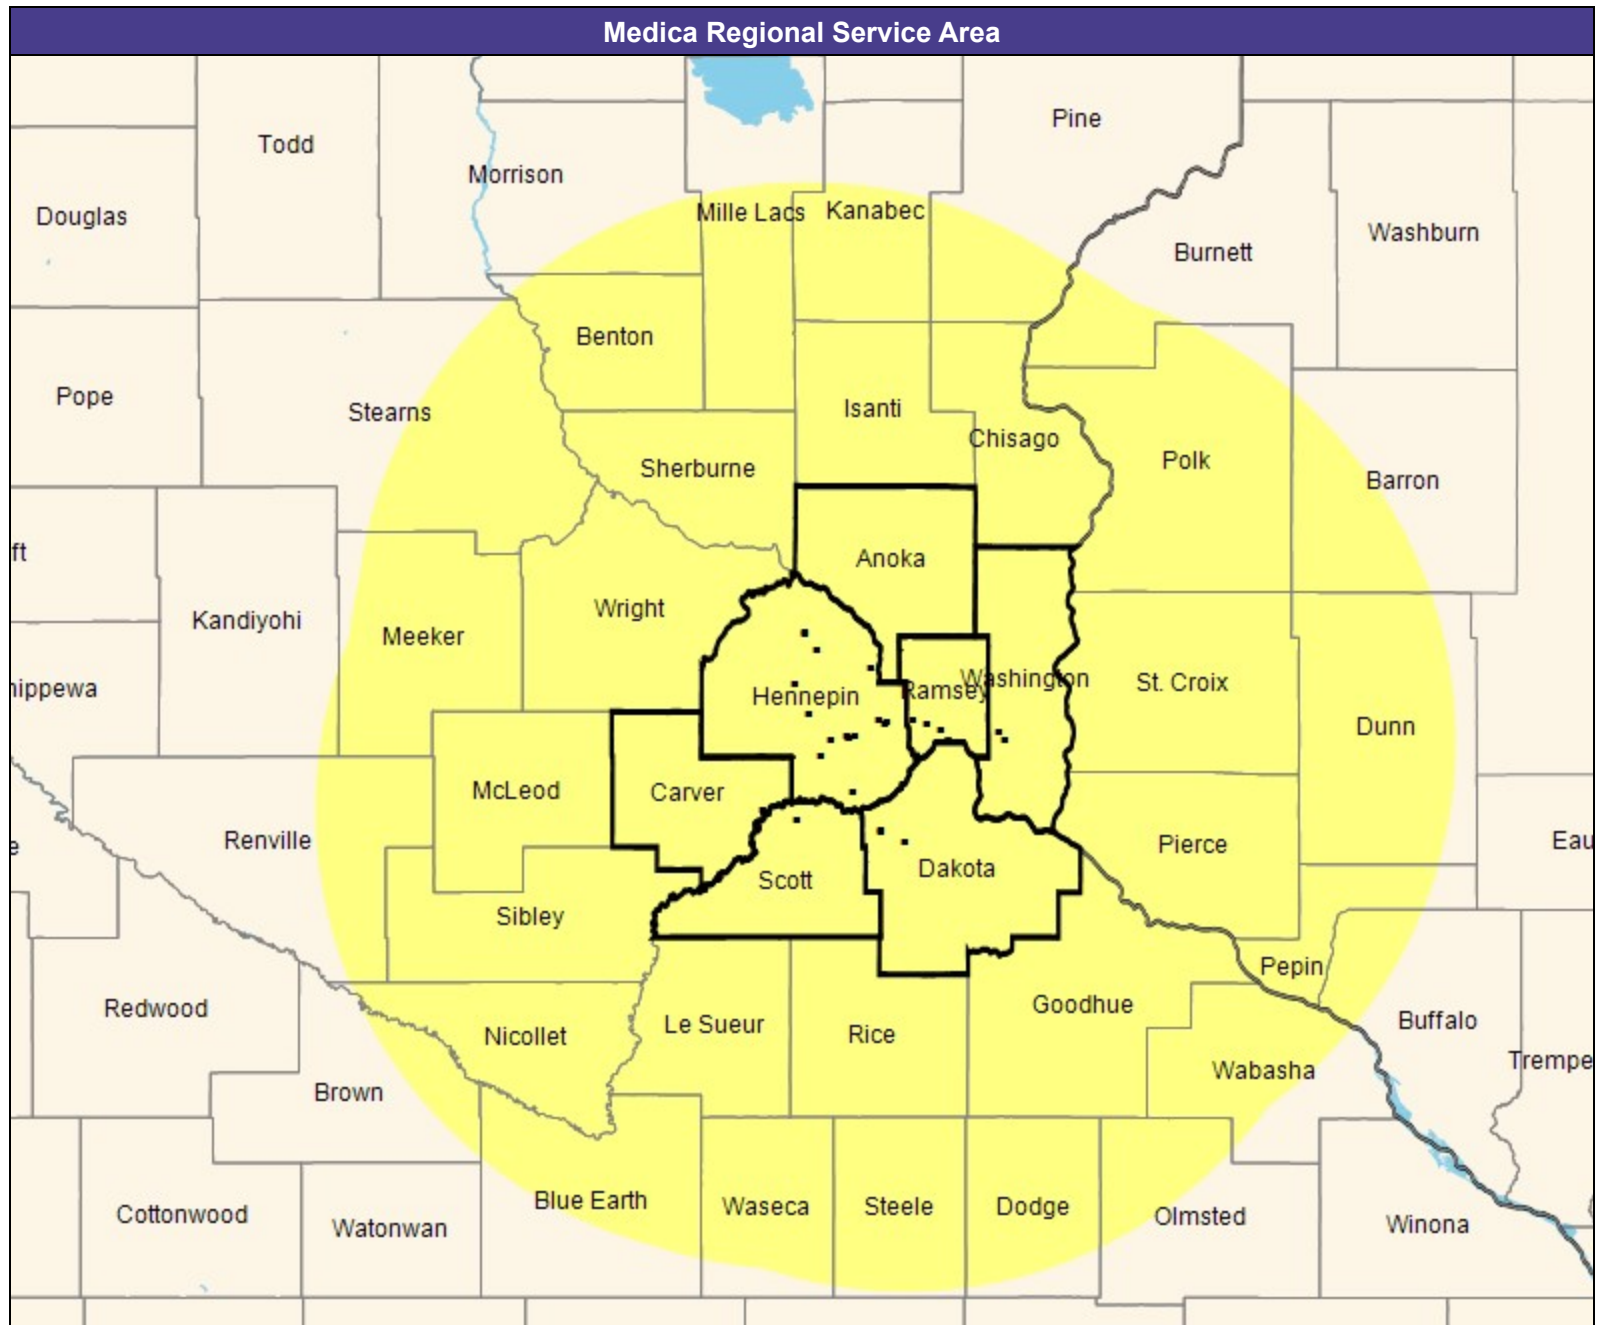 Medica Regional Service Area
Pine
Todd
Morrison
Douglas
Mille Lacs
Kanabec
Washburn
Burnett
Benton
Pope
Stearns
Isanti
Chisago
Polk
Sherburne
Barron
ft
Anoka
Wright
Kandiyohi
Meeker
Washington
St. Croix
hippewa
Hennepin
Ramsey
Dunn
McLeod
Carver
Renville
Pierce
Eau
e
Scott
Dakota
Sibley
Pepin
Redwood
Goodhue
Buffalo
Nicollet
Le Sueur
Rice
Trempe
Wabasha
Brown
Blue Earth
Waseca
Steele
Dodge
Olmsted
Cottonwood
Watonwan
Winona